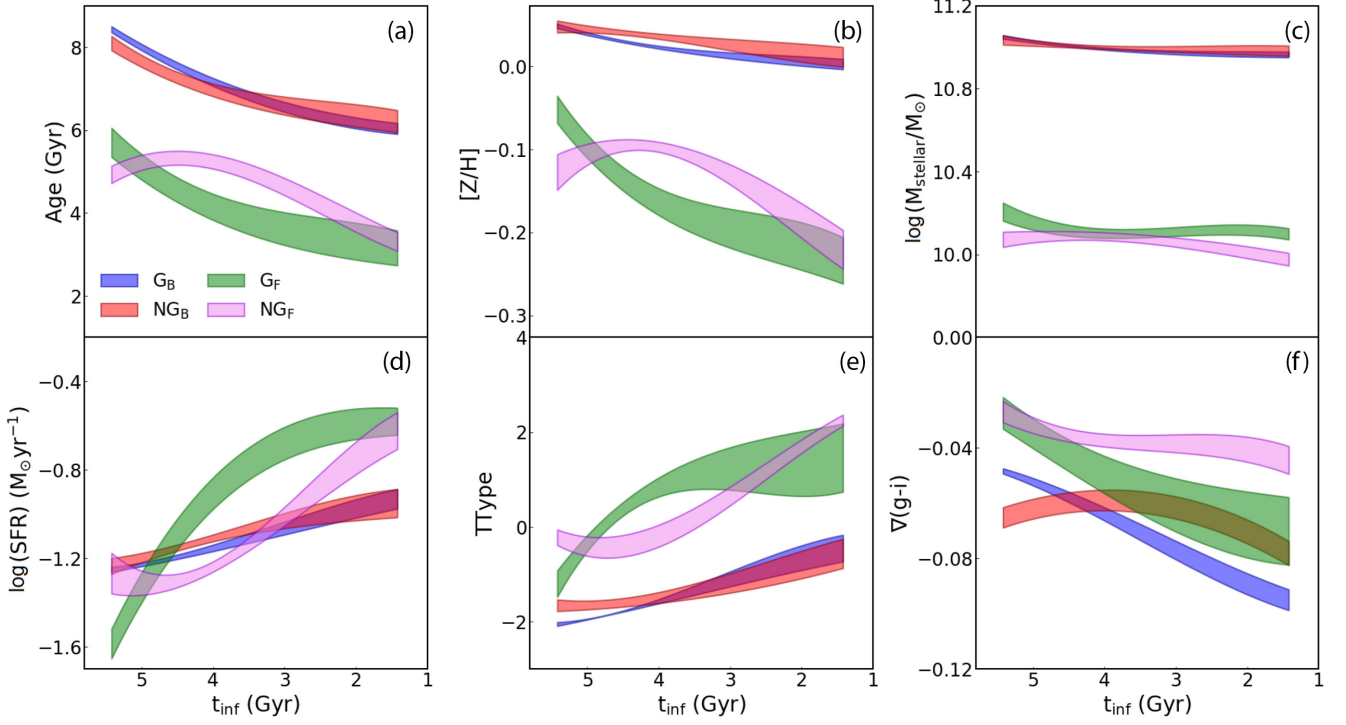 (a)
8
6
4
2
Age (Gyr)
G_B
G_F
NG_B
NG_F
(b)
0.0
−0.1
−0.2
−0.3
[Z/H]
(c)
11.2
10.8
10.4
10.0
0.00
log(M_stellar/M_⊙)
(d)
−0.4
−0.8
−1.2
−1.6
log(SFR) (M_⊙yr⁻¹)
5 4 3 2 1
t_inf (Gyr)
(e)
4
2
0
−2
TType
5 4 3 2 1
t_inf (Gyr)
(f)
−0.04
−0.08
−0.12
∇(g-i)
5 4 3 2 1
t_inf (Gyr)